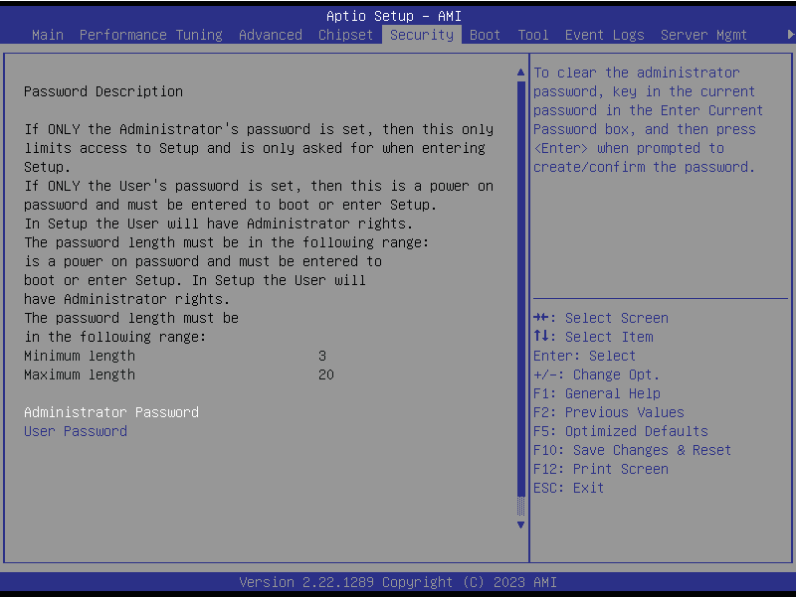 Aptio Setup – AMI
Main Performance Tuning Advanced Chipset Security Boot Tool Event Logs Server Mgmt
Password Description
If ONLY the Administrator's password is set, then this only
limits access to Setup and is only asked for when entering
Setup.
If ONLY the User's password is set, then this is a power on
password and must be entered to boot or enter Setup.
In Setup the User will have Administrator rights.
The password length must be in the following range:
is a power on password and must be entered to
boot or enter Setup. In Setup the User will
have Administrator rights.
The password length must be
in the following range:
Minimum length 3
Maximum length 20
Administrator Password
User Password
To clear the administrator
password, key in the current
password in the Enter Current
Password box, and then press
<Enter> when prompted to
create/confirm the password.
→←: Select Screen
↑↓: Select Item
Enter: Select
+/-: Change Opt.
F1: General Help
F2: Previous Values
F5: Optimized Defaults
F10: Save Changes & Reset
F12: Print Screen
ESC: Exit
Version 2.22.1289 Copyright (C) 2023 AMI